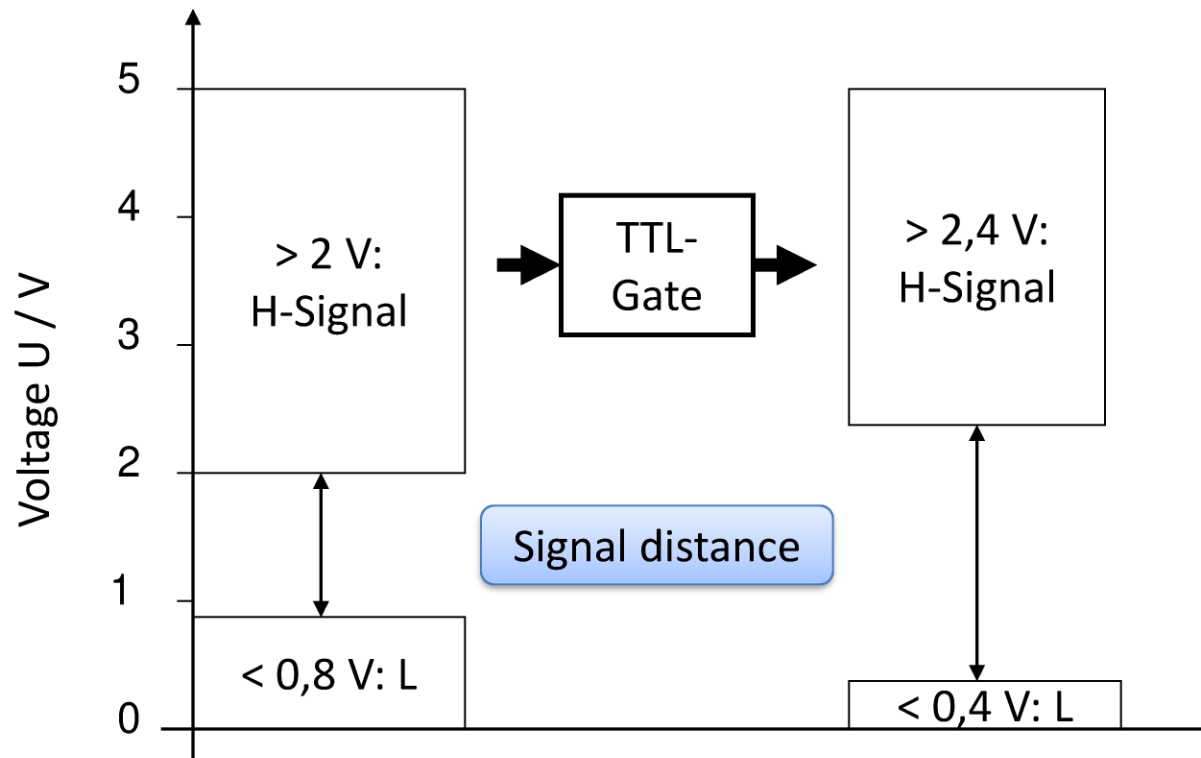 Voltage U / V
5
4
3
2
1
0
> 2 V:
H-Signal
< 0,8 V: L
TTL-
Gate
Signal distance
> 2,4 V:
H-Signal
< 0,4 V: L